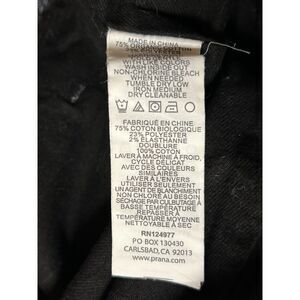 MADE IN CHINA
75% ORGANIC COTTON
WITH LIKE COLORS
WASH INSIDE OUT
NON-CHLORINE BLEACH
WHEN NEEDED
TUMBLE DRY LOW
IRON MEDIUM
DRY CLEANABLE
FABRIQUÉ EN CHINE
75% COTON BIOLOGIQUE
23% POLYESTER
2% ÉLASTHANNE
DOUBLURE
100% COTON
LAVER À MACHINE À FROID,
CYCLE DÉLICAT
AVEC DES COULEURS
SIMILAIRES
LAVER À L'ENVERS
UTILISER SEULEMENT
UN AGENT DE BLANCHIMENT
NON CHLORÉ AU BESOIN
SÉCHAGE PAR CULBUTAGE À
BASSE TEMPÉRATURE
REPASSER À
TEMPÉRATURE MOYENNE
NETTOYABLE À SEC
RN124977
PO BOX 130430
CARLSBAD, CA 92013
www.prana.com